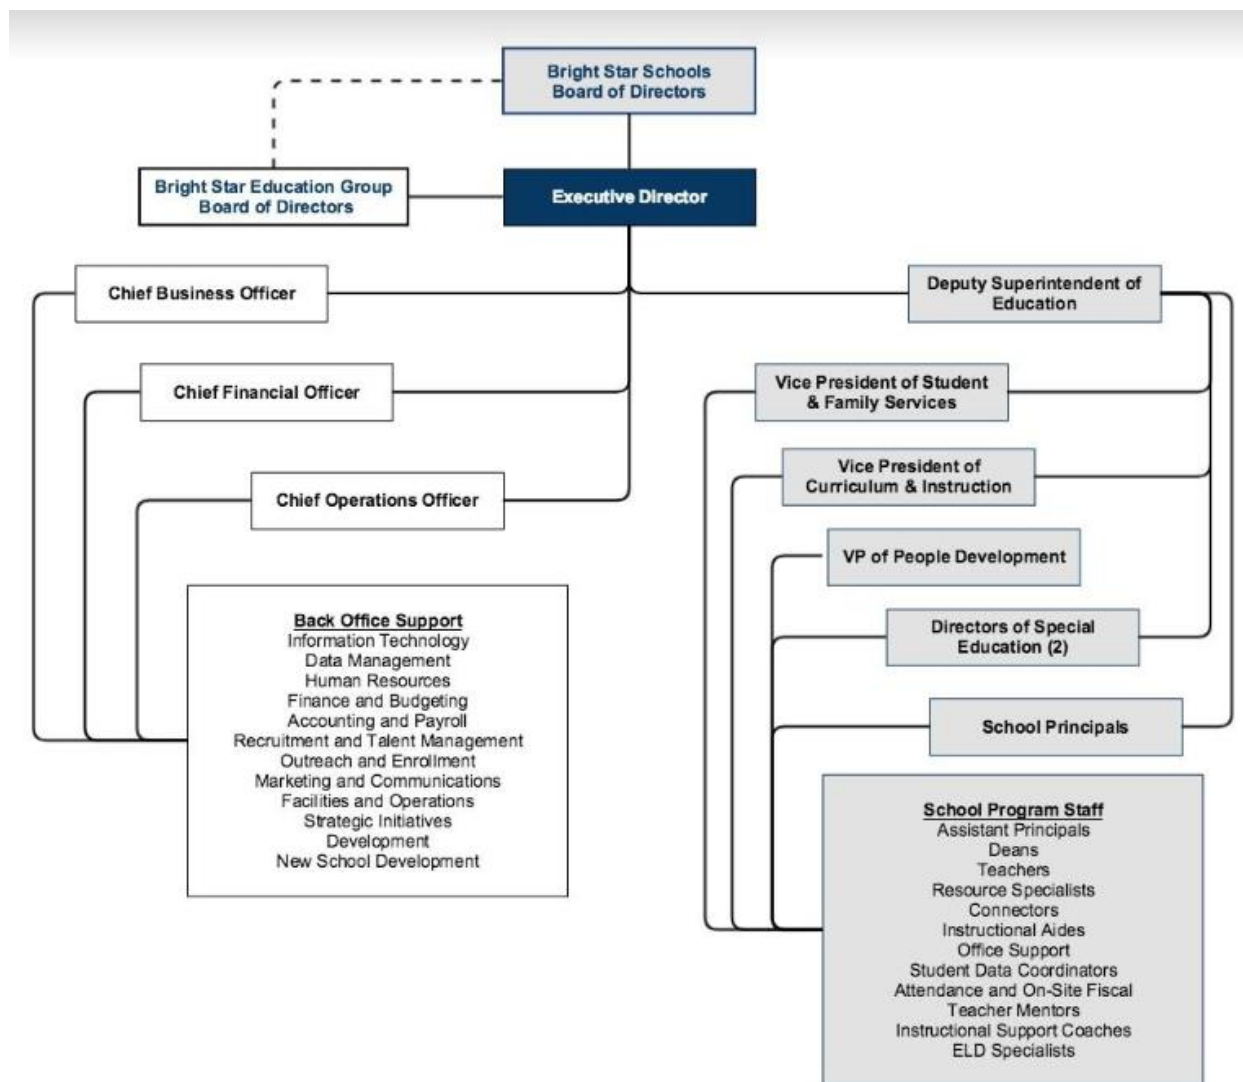 Bright Star Schools
Board of Directors
Bright Star Education Group
Board of Directors
Executive Director
Chief Business Officer
Deputy Superintendent of
Education
Chief Financial Officer
Vice President of Student
& Family Services
Vice President of
Curriculum & Instruction
Chief Operations Officer
VP of People Development
Directors of Special
Education (2)
School Principals
Back Office Support
Information Technology
Data Management
Human Resources
Finance and Budgeting
Accounting and Payroll
Recruitment and Talent Management
Outreach and Enrollment
Marketing and Communications
Facilities and Operations
Strategic Initiatives
Development
New School Development
School Program Staff
Assistant Principals
Deans
Teachers
Resource Specialists
Connectors
Instructional Aides
Office Support
Student Data Coordinators
Attendance and On-Site Fiscal
Teacher Mentors
Instructional Support Coaches
ELD Specialists